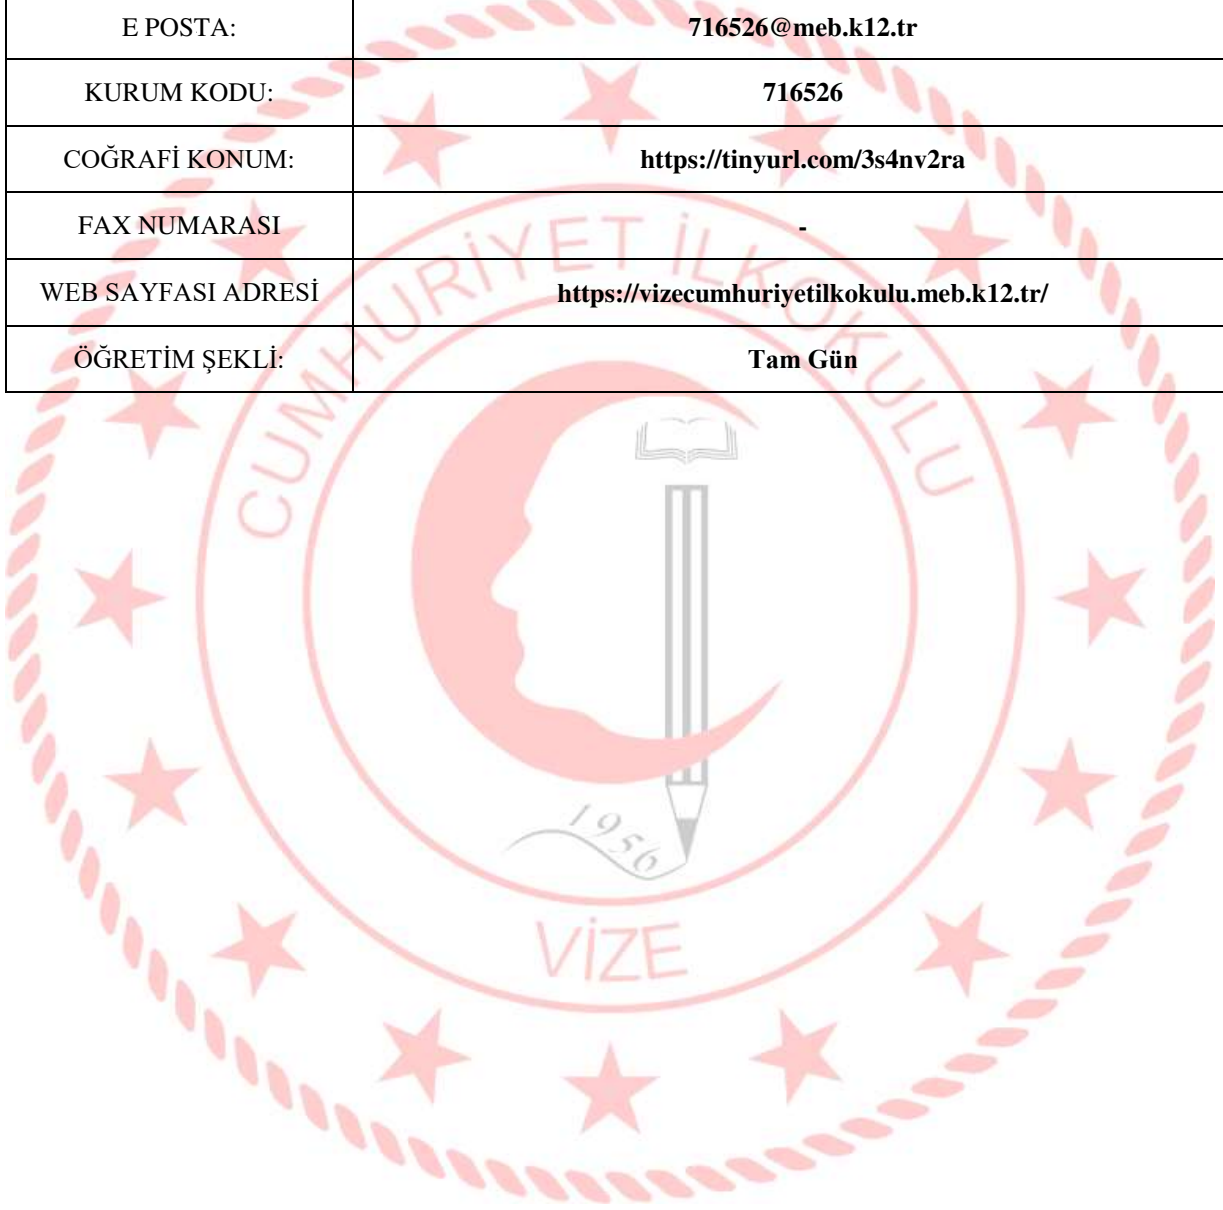 E POSTA: 716526@meb.k12.tr
KURUM KODU: 716526
COĞRAFİ KONUM: https://tinyurl.com/3s4nv2ra
FAX NUMARASI -
WEB SAYFASI ADRESİ https://vizecumhuriyetilkokulu.meb.k12.tr/
ÖĞRETİM ŞEKLİ: Tam Gün
CUMHURİYET İLKOKULU
1956
VİZE